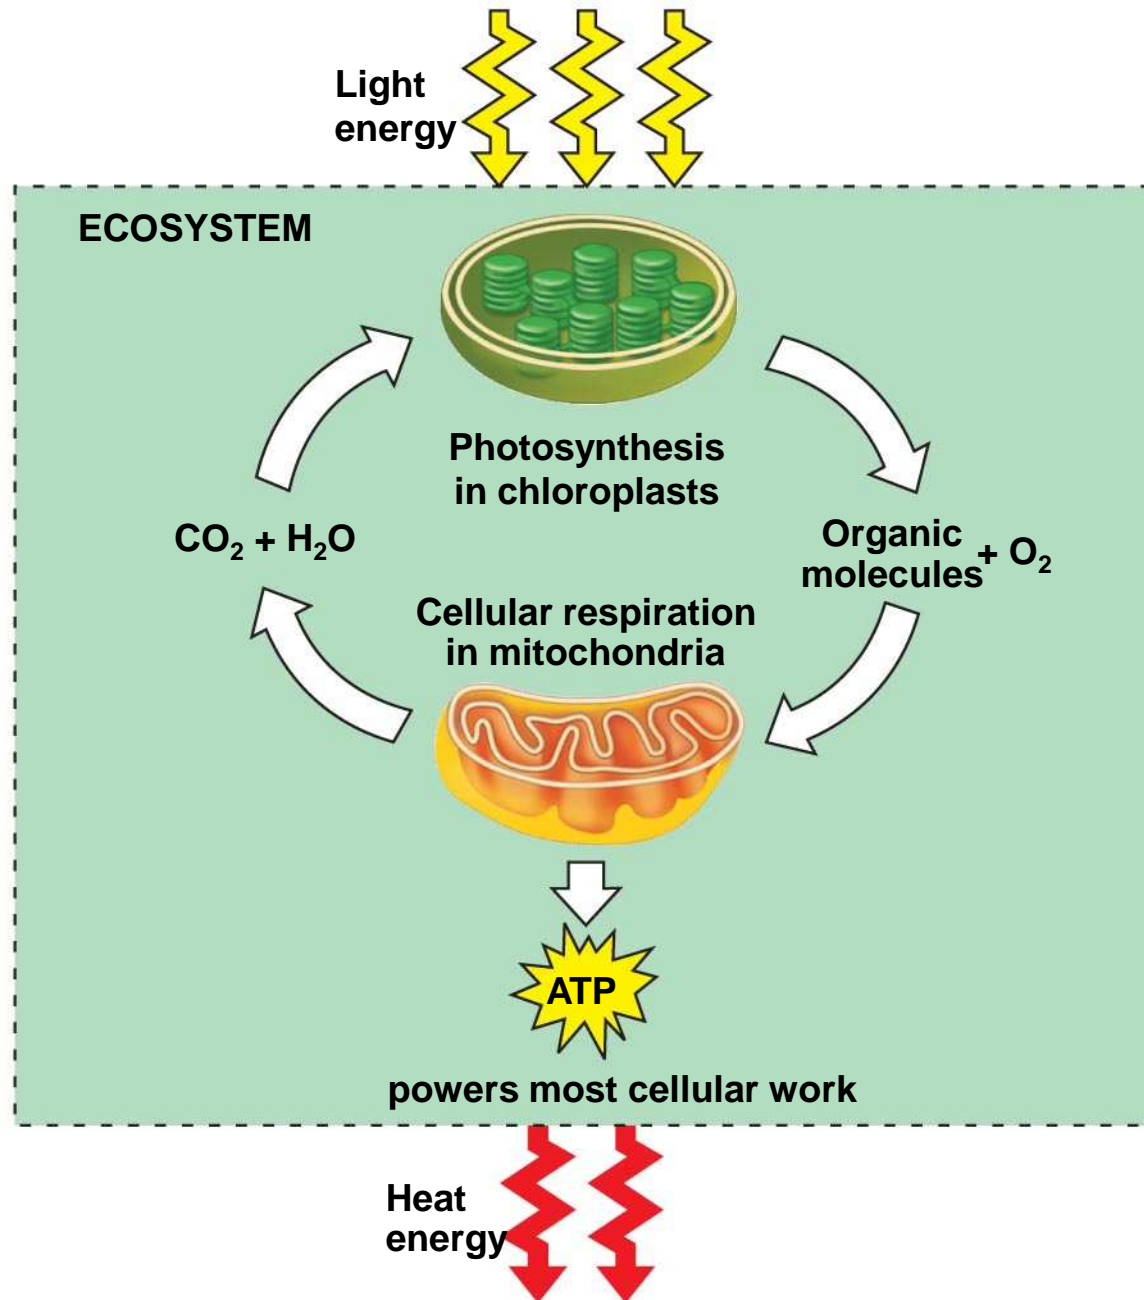 Light
energy
ECOSYSTEM
Photosynthesis
in chloroplasts
CO₂ + H₂O
Organic
molecules + O₂
Cellular respiration
in mitochondria
ATP
powers most cellular work
Heat
energy